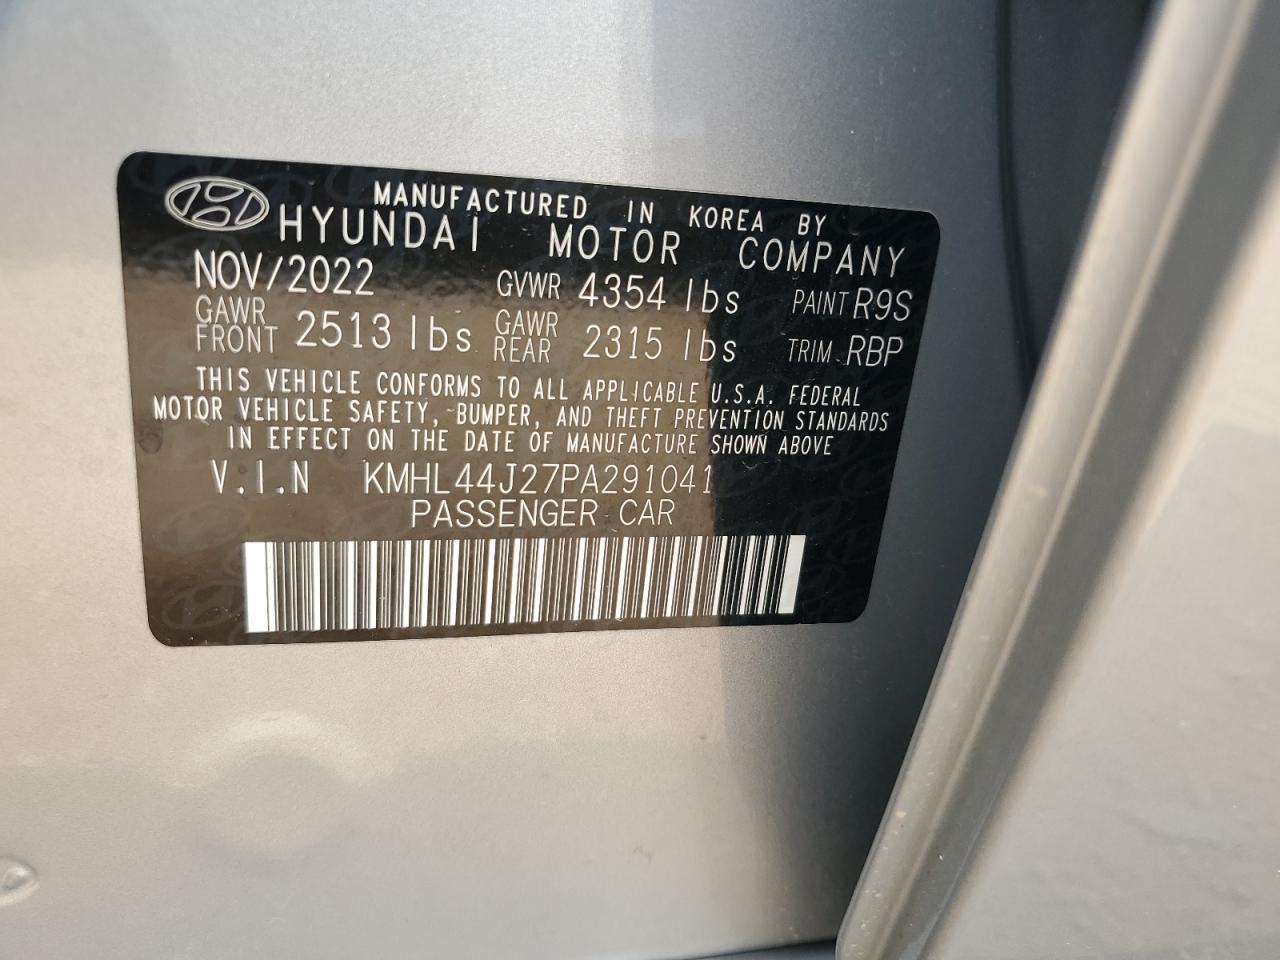 MANUFACTURED IN KOREA BY
HYUNDAI MOTOR COMPANY
NOV/2022 GVWR 4354 lbs PAINT R9S
GAWR FRONT 2513 lbs GAWR REAR 2315 lbs TRIM RBP
THIS VEHICLE CONFORMS TO ALL APPLICABLE U.S.A. FEDERAL
MOTOR VEHICLE SAFETY, BUMPER, AND THEFT PREVENTION STANDARDS
IN EFFECT ON THE DATE OF MANUFACTURE SHOWN ABOVE
V.I.N KMHL44J27PA291041
PASSENGER CAR